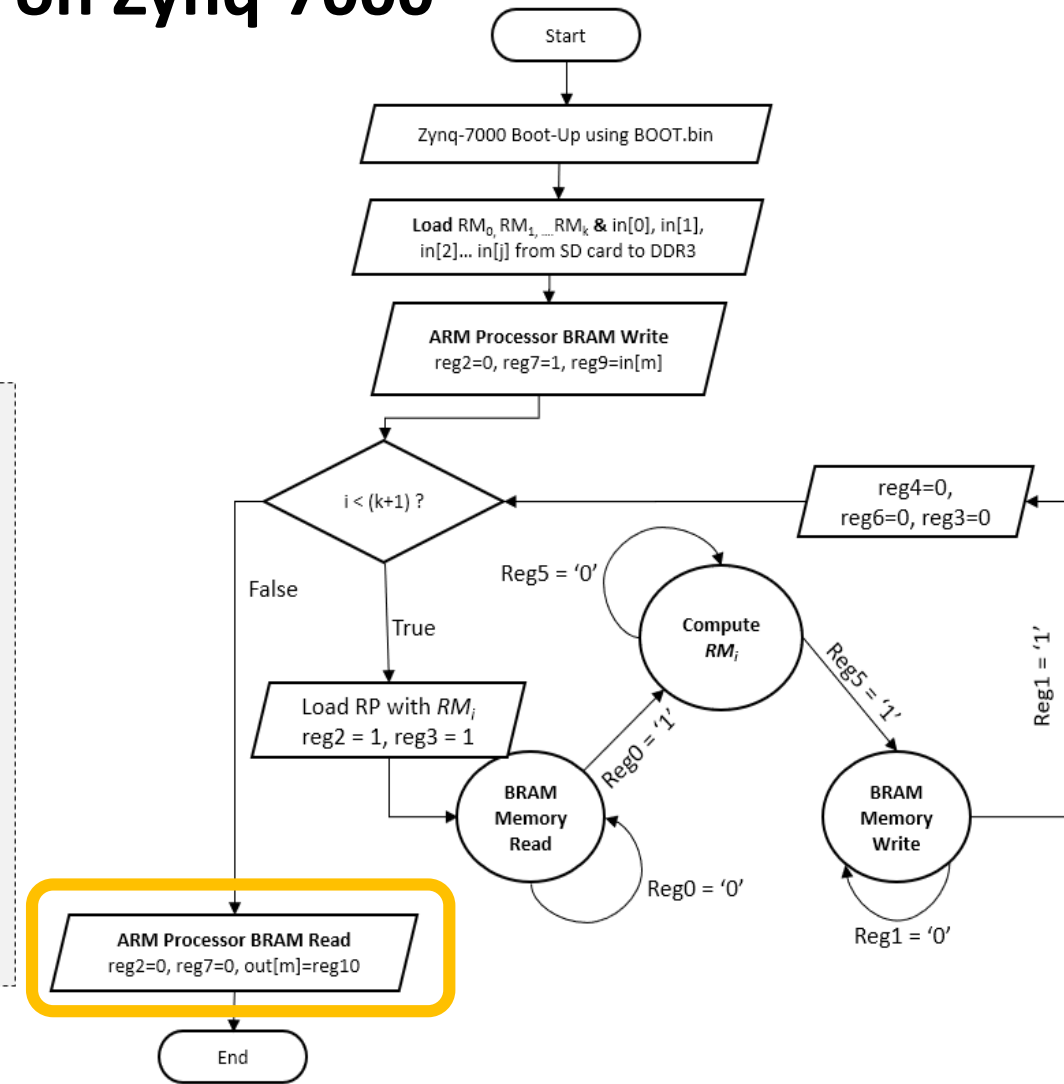 on Zynq-7000
Start
Zynq-7000 Boot-Up using BOOT.bin
Load RM0, RM1, ....RMk & in[0], in[1],
in[2]... in[j] from SD card to DDR3
ARM Processor BRAM Write
reg2=0, reg7=1, reg9=in[m]
i < (k+1) ?
reg4=0,
reg6=0, reg3=0
False
True
Reg5 = ‘0’
Compute
RMi
Reg5 = ‘1’
Reg1 = ‘1’
Load RP with RMi
reg2 = 1, reg3 = 1
Reg0 = ‘1’
BRAM
Memory
Read
Reg0 = ‘0’
BRAM
Memory
Write
Reg1 = ‘0’
ARM Processor BRAM Read
reg2=0, reg7=0, out[m]=reg10
End